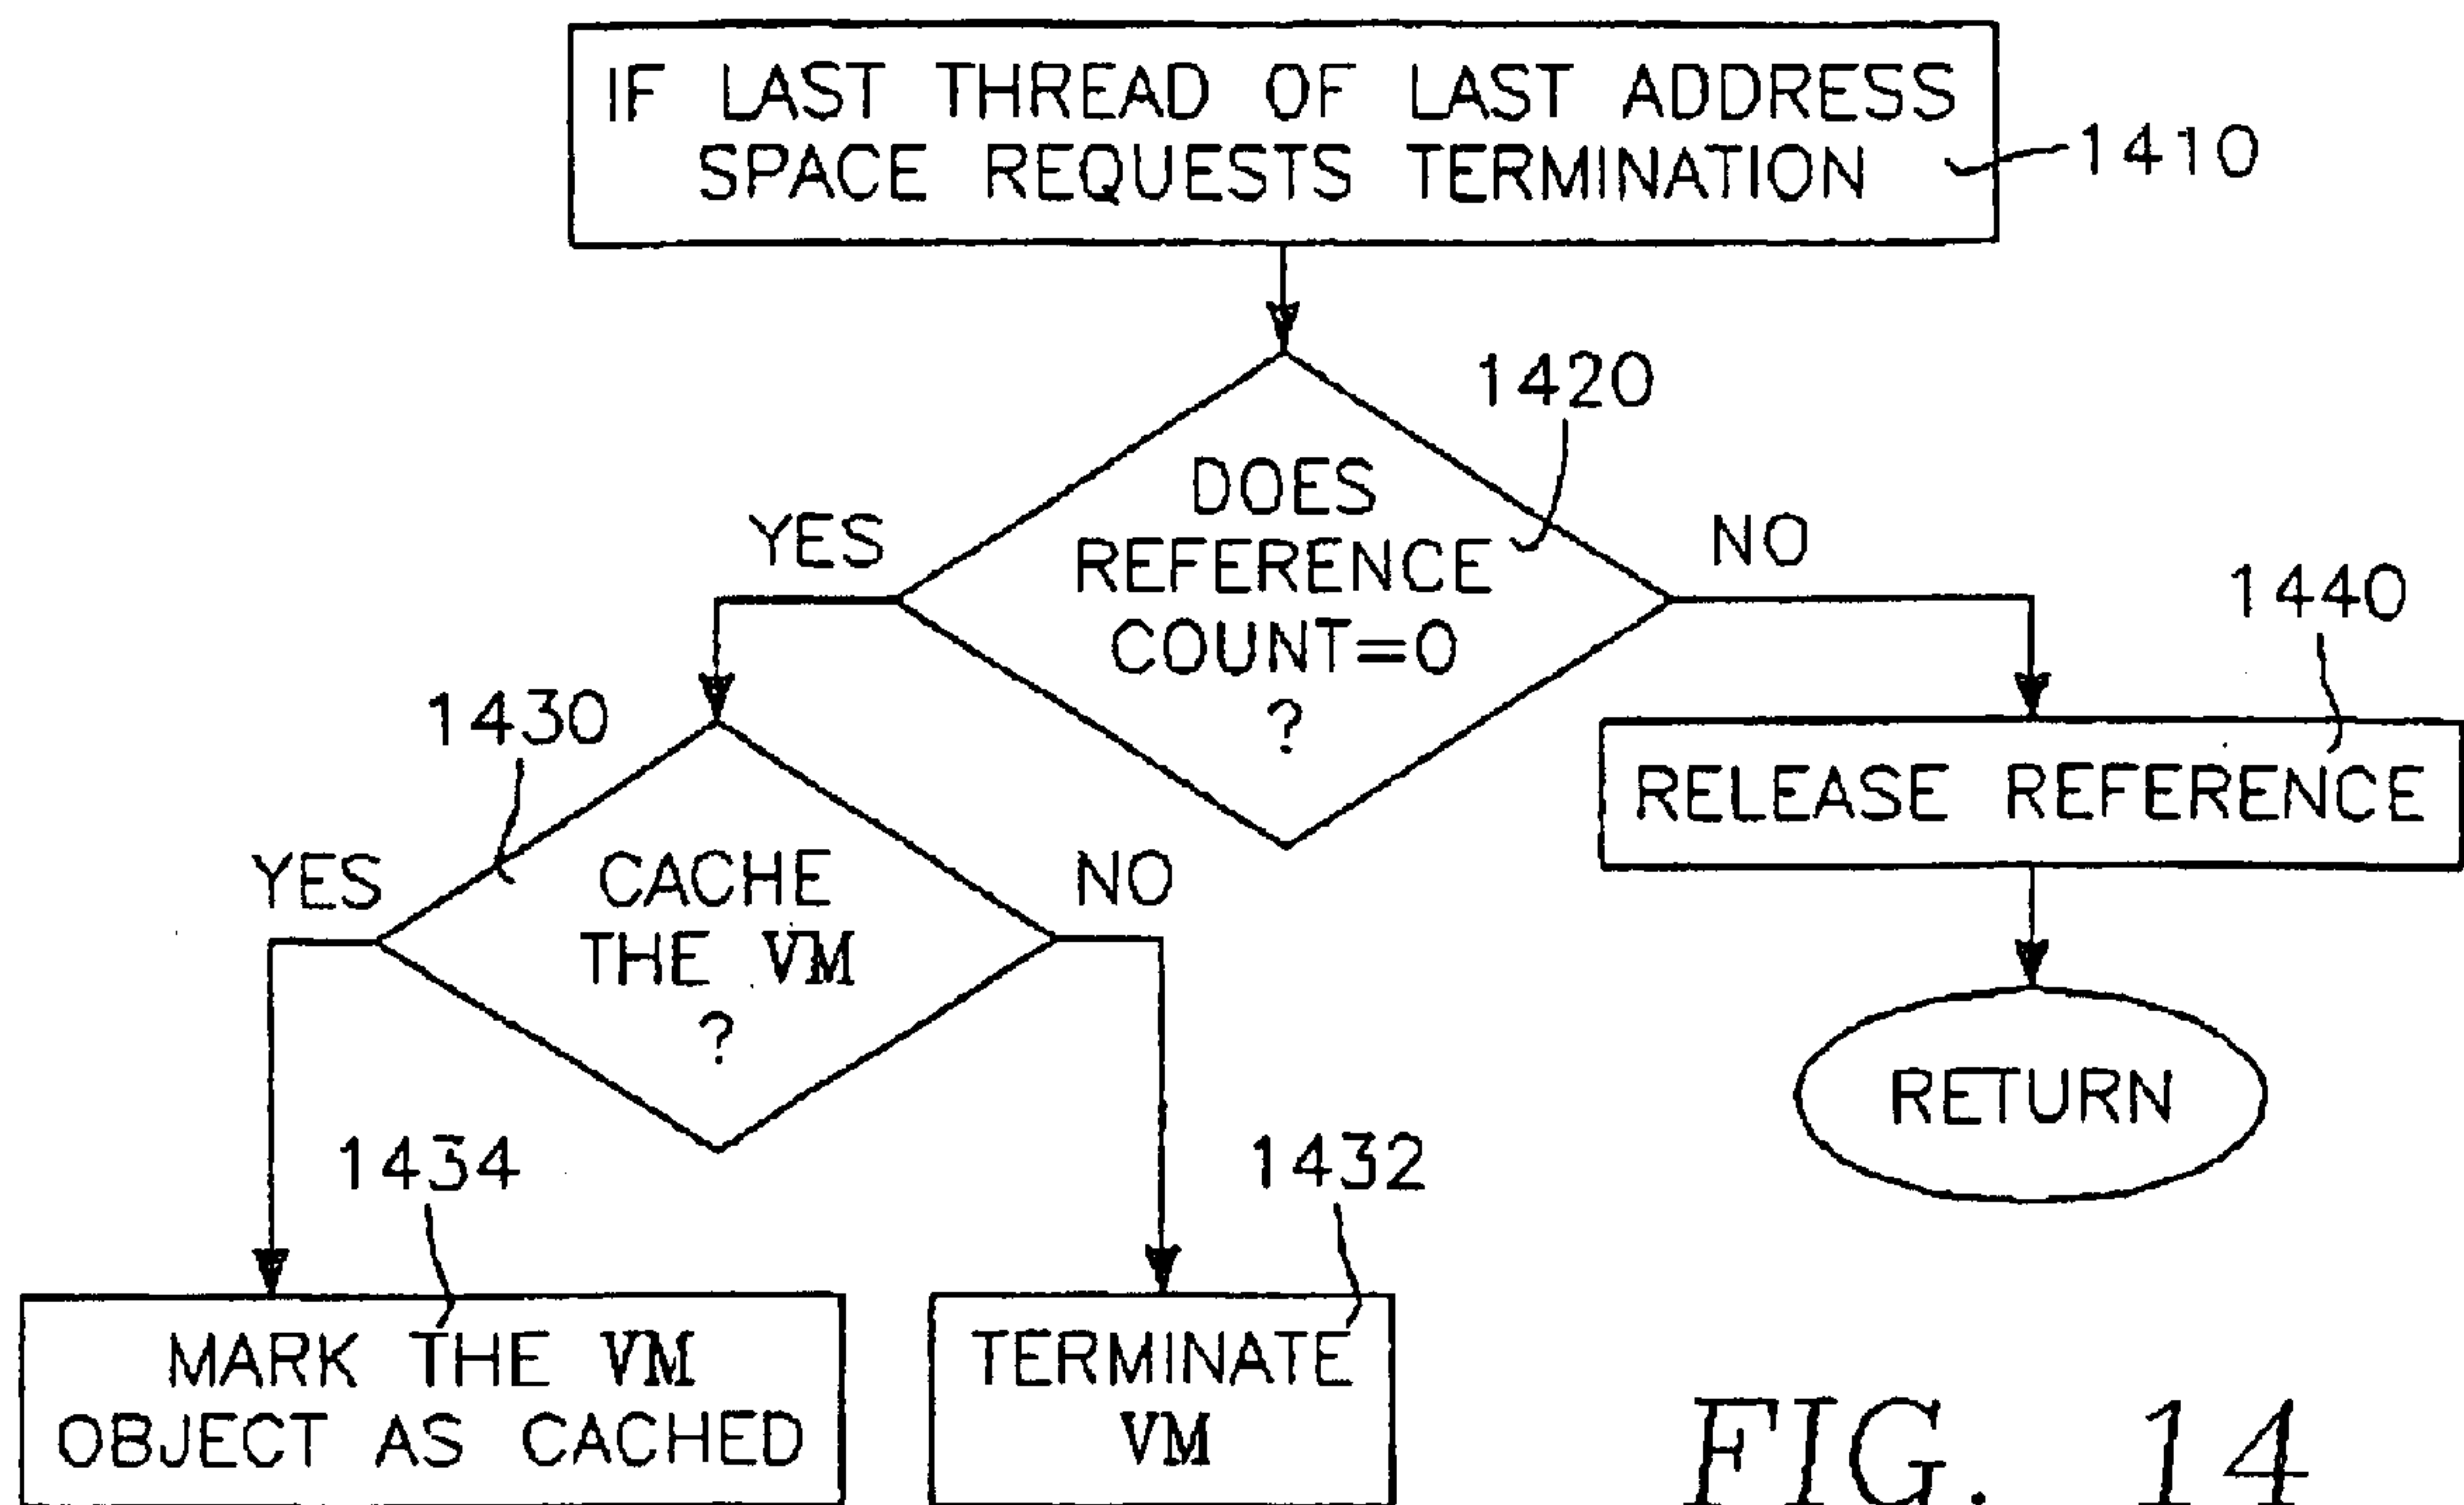 IF LAST THREAD OF LAST ADDRESS
SPACE REQUESTS TERMINATION
1410
1420
DOES
REFERENCE
COUNT=0
?
YES
NO
1440
RELEASE REFERENCE
RETURN
1430
CACHE
THE VM
?
YES
NO
1434
MARK THE VM
OBJECT AS CACHED
1432
TERMINATE
VM
FIG. 14